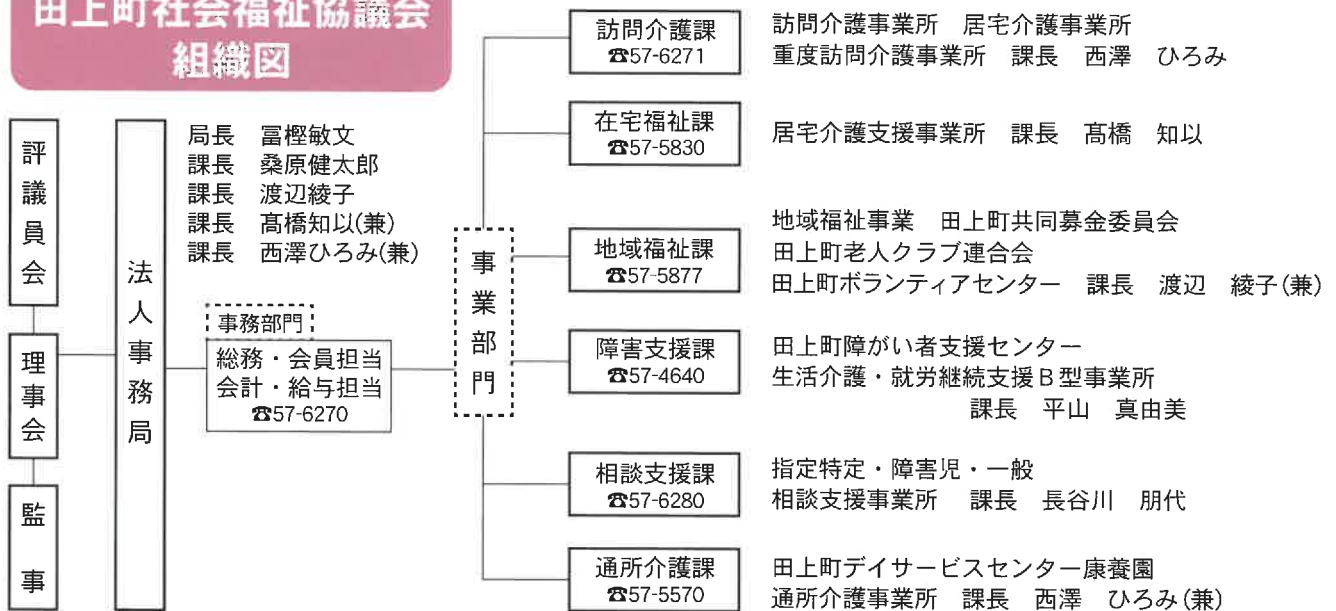 田上町社会福祉協議会
組織図
評議員会
理事会
監事
法人事務局
局長 冨樫敏文
課長 桑原健太郎
課長 渡辺綾子
課長 髙橋知以(兼)
課長 西澤ひろみ(兼)
事務部門
総務・会員担当
会計・給与担当
☎57-6270
事業部門
訪問介護課
☎57-6271
訪問介護事業所 居宅介護事業所
重度訪問介護事業所 課長 西澤 ひろみ
在宅福祉課
☎57-5830
居宅介護支援事業所 課長 髙橋 知以
地域福祉課
☎57-5877
地域福祉事業 田上町共同募金委員会
田上町老人クラブ連合会
田上町ボランティアセンター 課長 渡辺 綾子(兼)
障害支援課
☎57-4640
田上町障がい者支援センター
生活介護・就労継続支援B型事業所
課長 平山 真由美
相談支援課
☎57-6280
指定特定・障害児・一般
相談支援事業所 課長 長谷川 朋代
通所介護課
☎57-5570
田上町デイサービスセンター康養園
通所介護事業所 課長 西澤 ひろみ(兼)